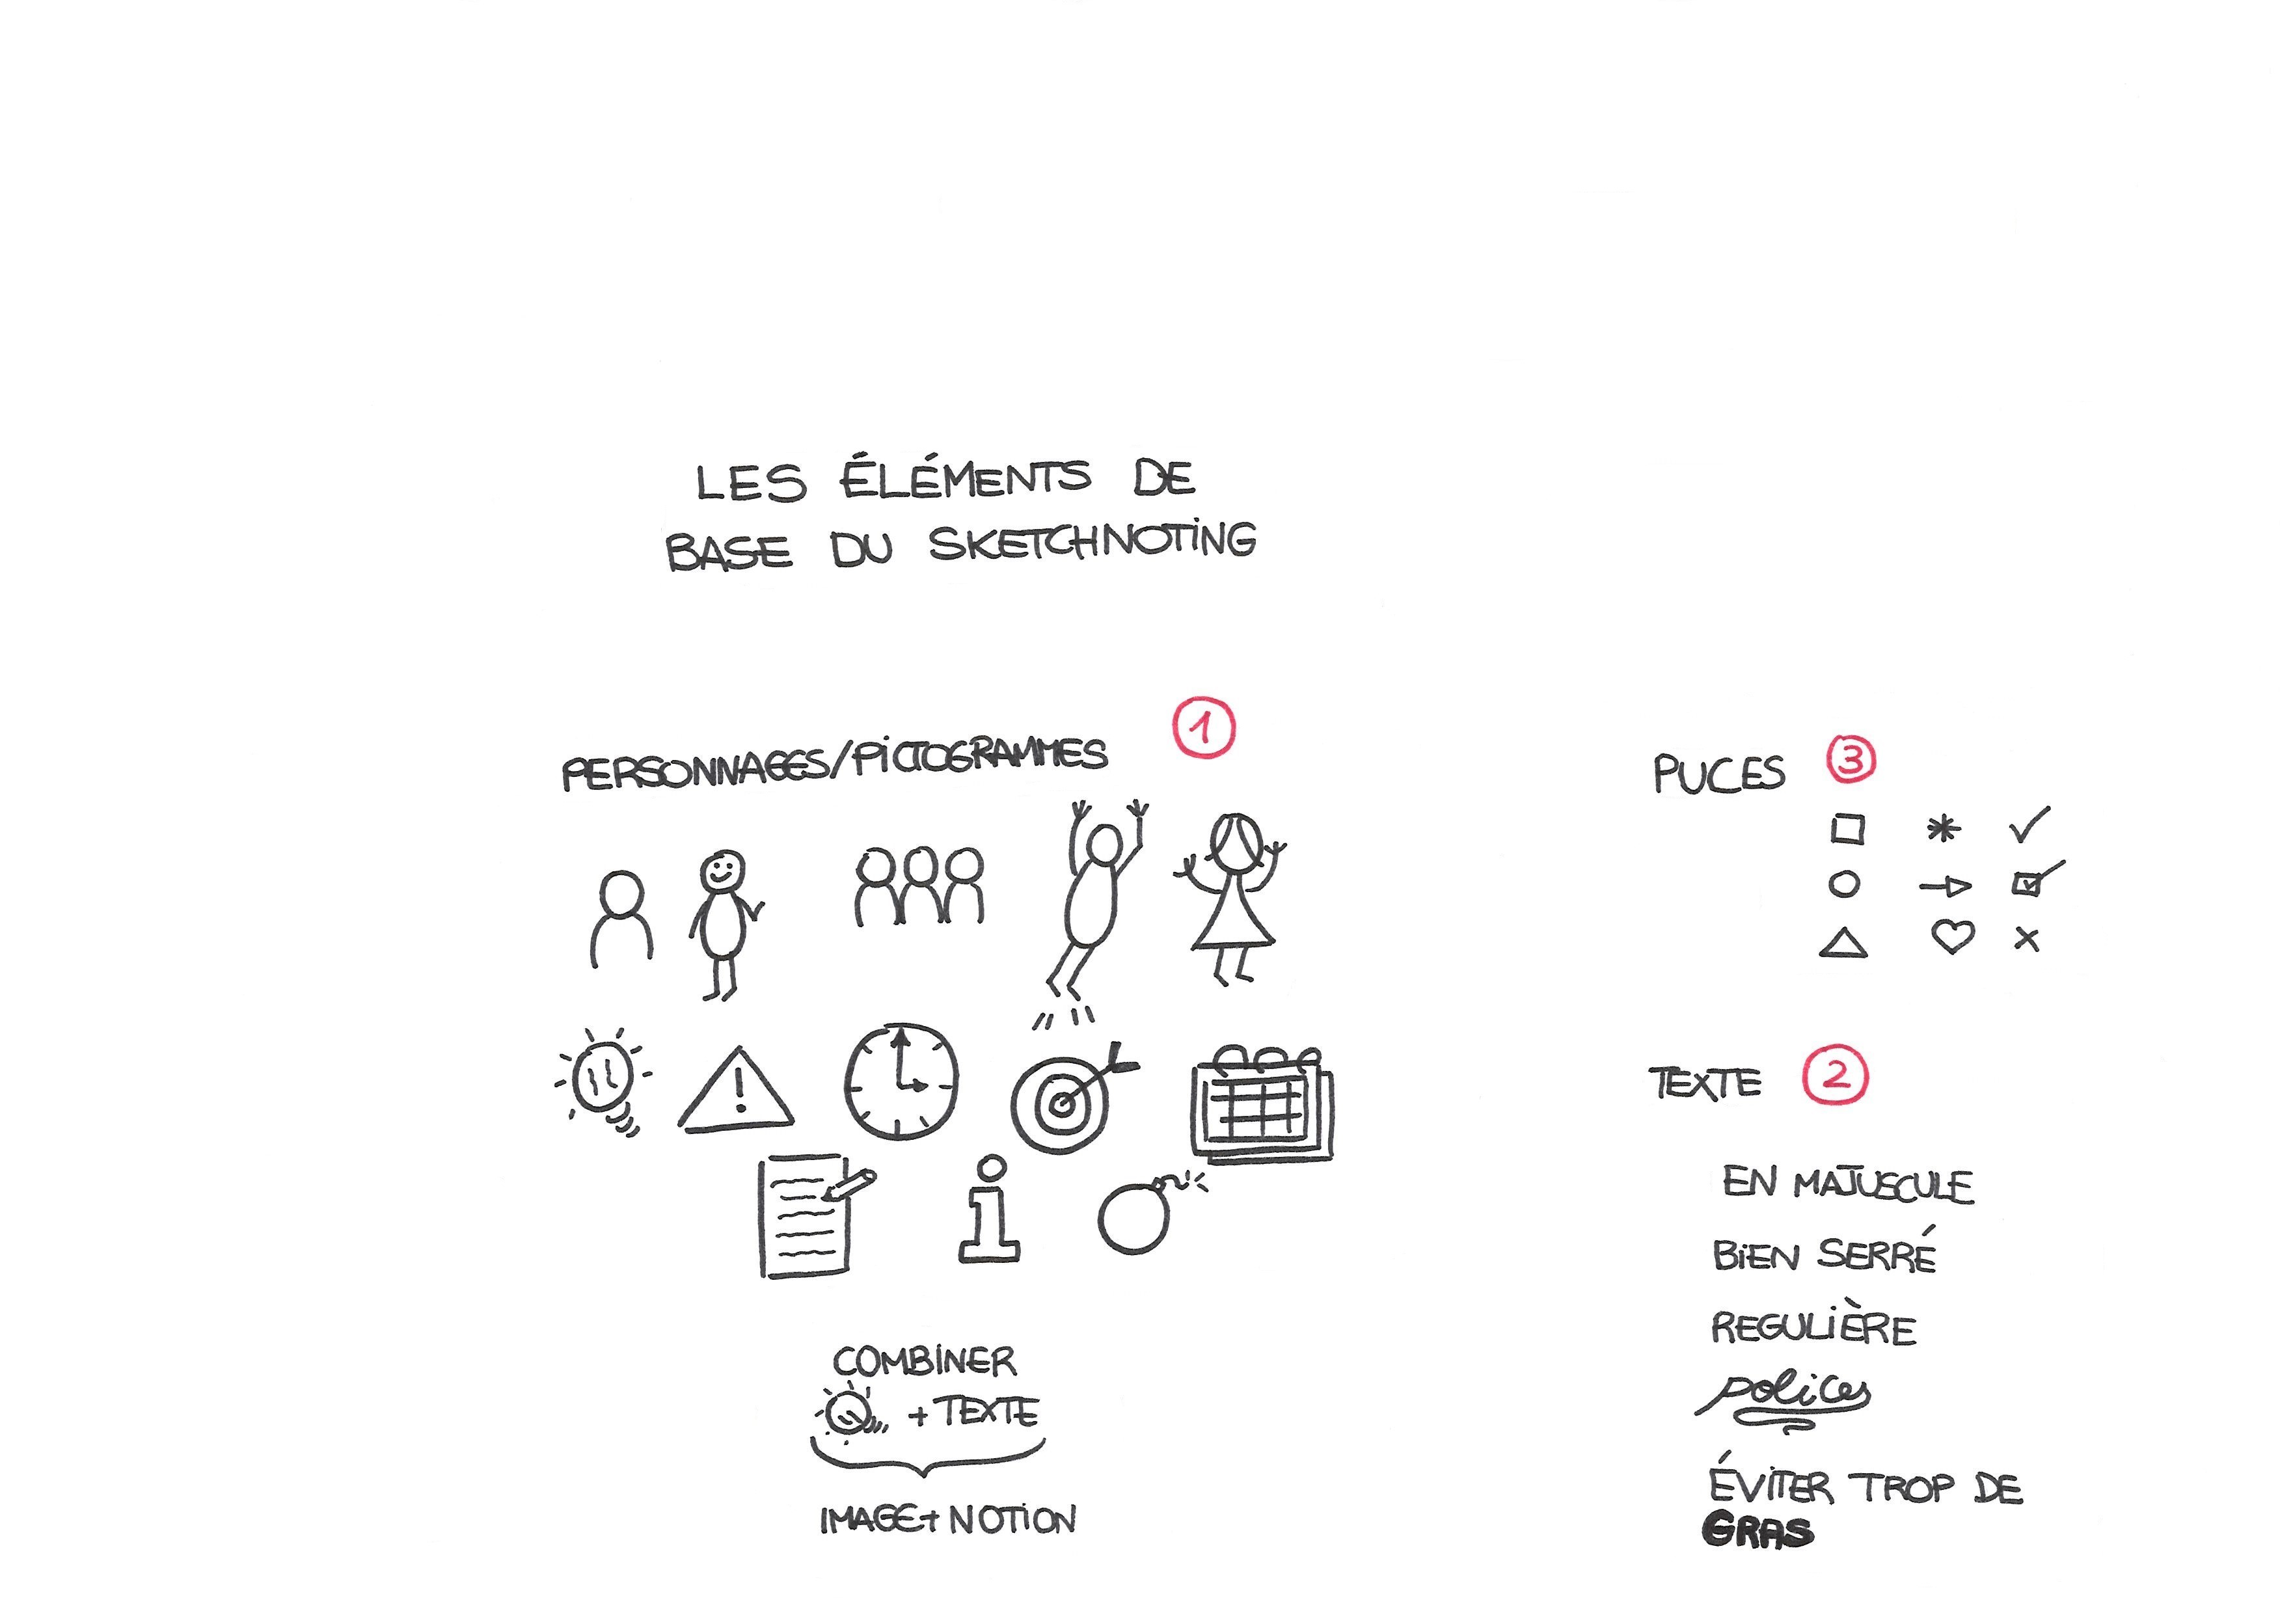 LES ÉLÉMENTS DE
BASE DU SKETCHNOTING
PERSONNAGES/PICTOGRAMMES 1
COMBINER
+ TEXTE
IMAGE+ NOTION
PUCES 3
TEXTE 2
EN MAJUSCULE
BIEN SERRÉ
REGULIÈRE
polices
ÉVITER TROP DE
GRAS